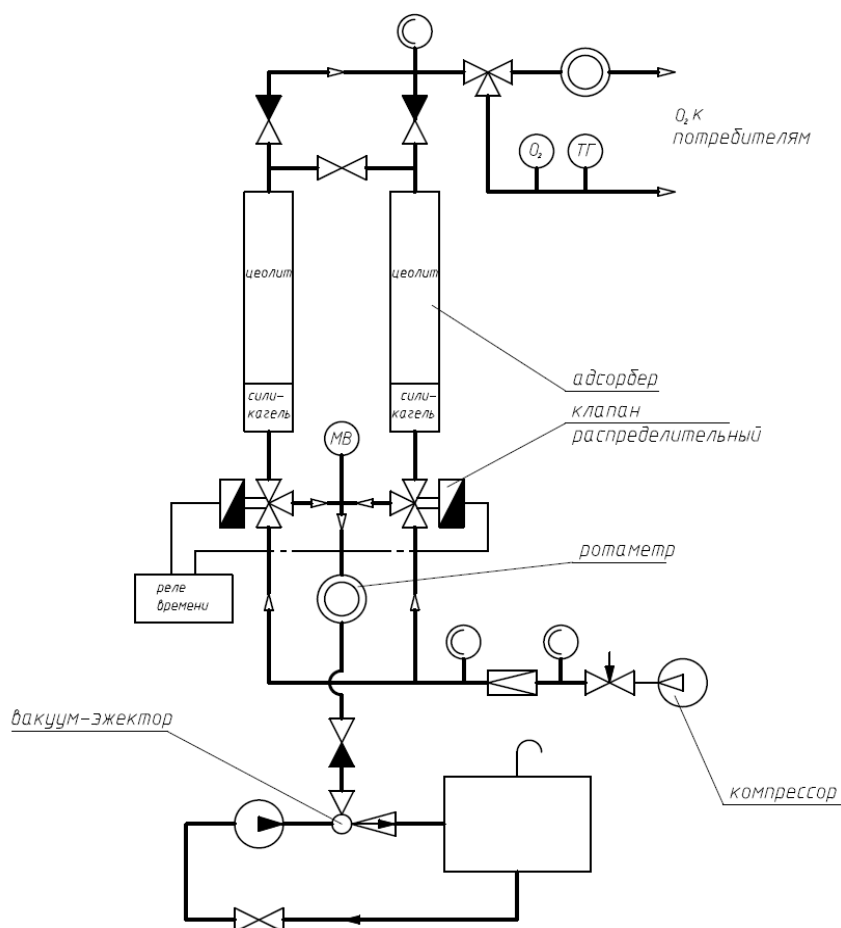 O₂ К
потребителям
O₂
ТГ
цеолит
цеолит
адсорбер
сили-
кагель
сили-
кагель
клапан
распределительный
МВ
ротаметр
реле
времени
вакуум-эжектор
компрессор